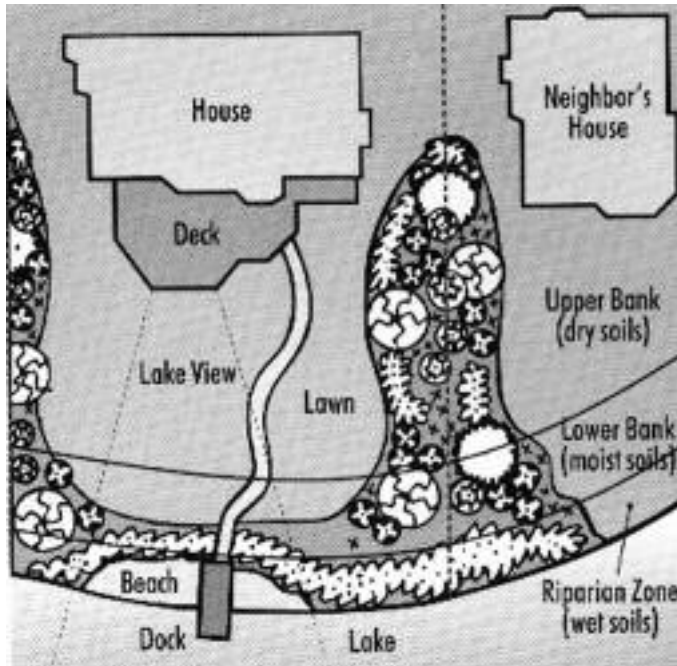 House
Neighbor's
House
Deck
Upper Bank
(dry soils)
Lake View
Lawn
Lower Bank
(moist soils)
Beach
Riparian Zone
(wet soils)
Dock
Lake